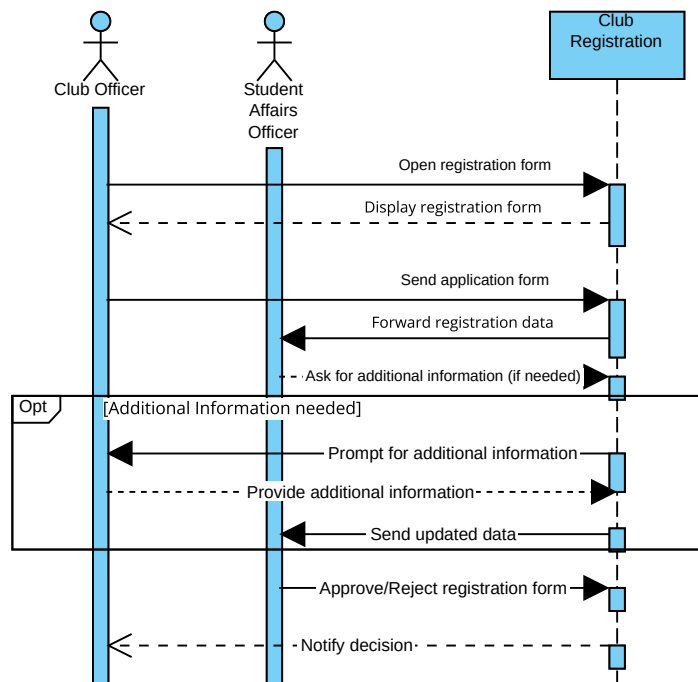 Club
Registration
Club Officer
Student
Affairs
Officer
Open registration form
Display registration form
Send application form
Forward registration data
Ask for additional information (if needed)
Opt
[Additional Information needed]
Prompt for additional information
Provide additional information
Send updated data
Approve/Reject registration form
Notify decision